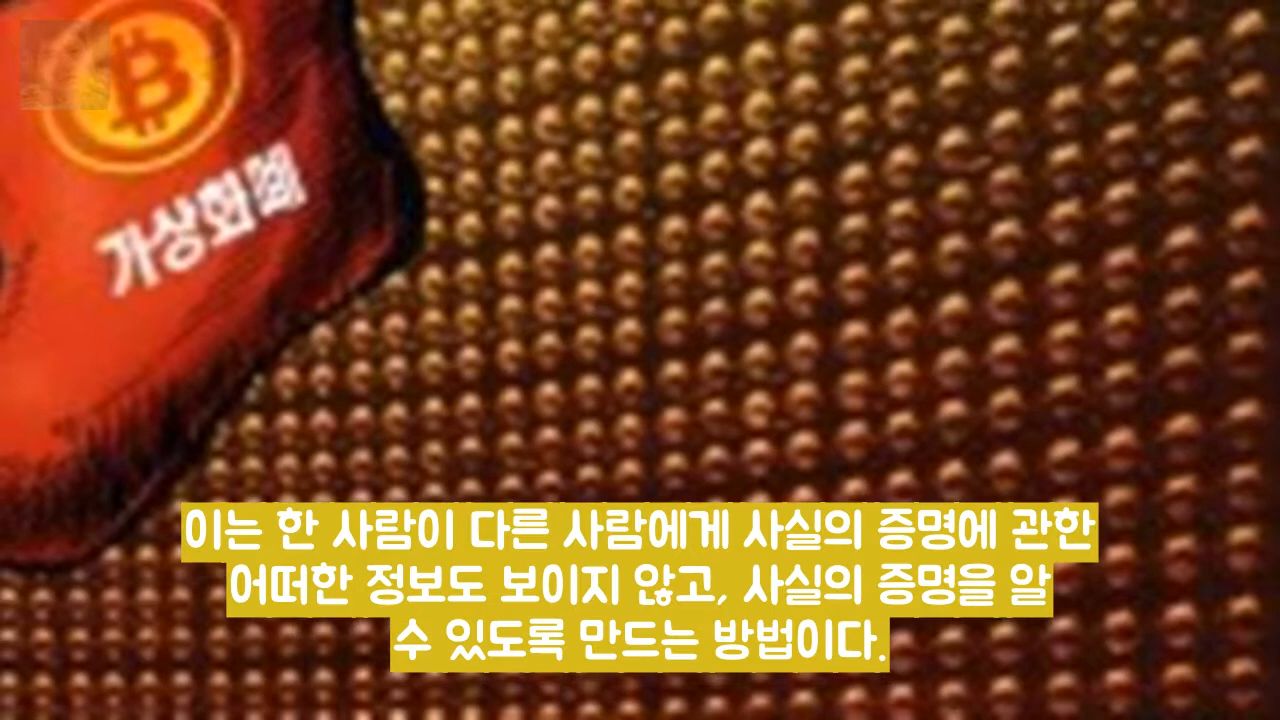 가상화폐
이는 한 사람이 다른 사람에게 사실의 증명에 관한
어떠한 정보도 보이지 않고, 사실의 증명을 알
수 있도록 만드는 방법이다.